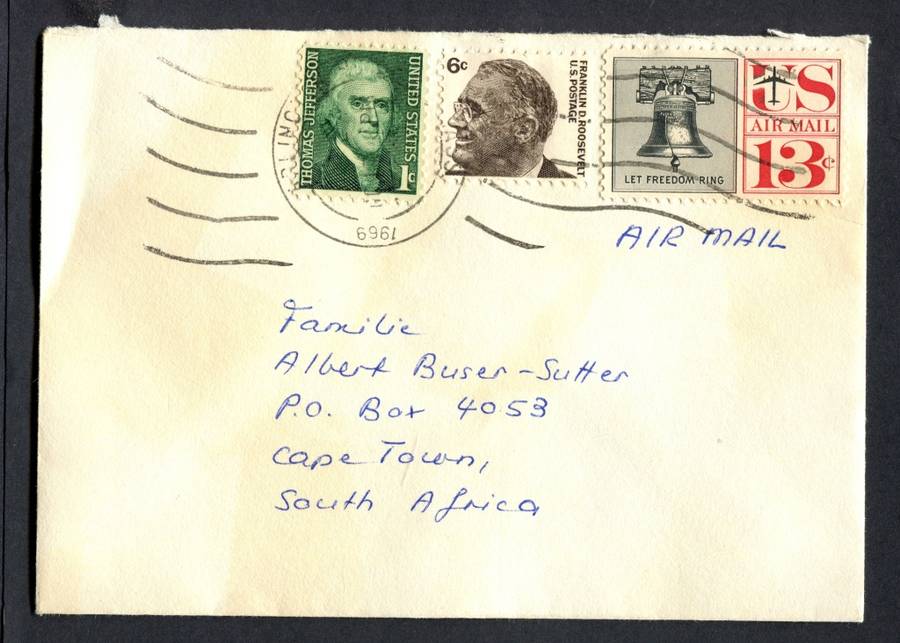 THOMAS JEFFERSON
UNITED STATES
1c
6c
FRANKLIN D. ROOSEVELT
U.S. POSTAGE
LET FREEDOM RING
US
AIR MAIL
13c
1969
AIR MAIL
Familie
Albert Buser-Sutter
P.O. Box 4053
Cape Town,
South Africa